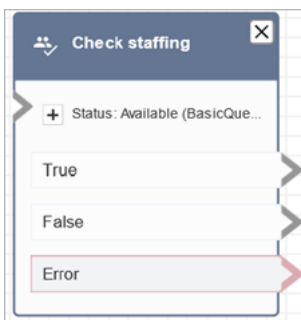 Check staffing
Status: Available (BasicQue...
True
False
Error